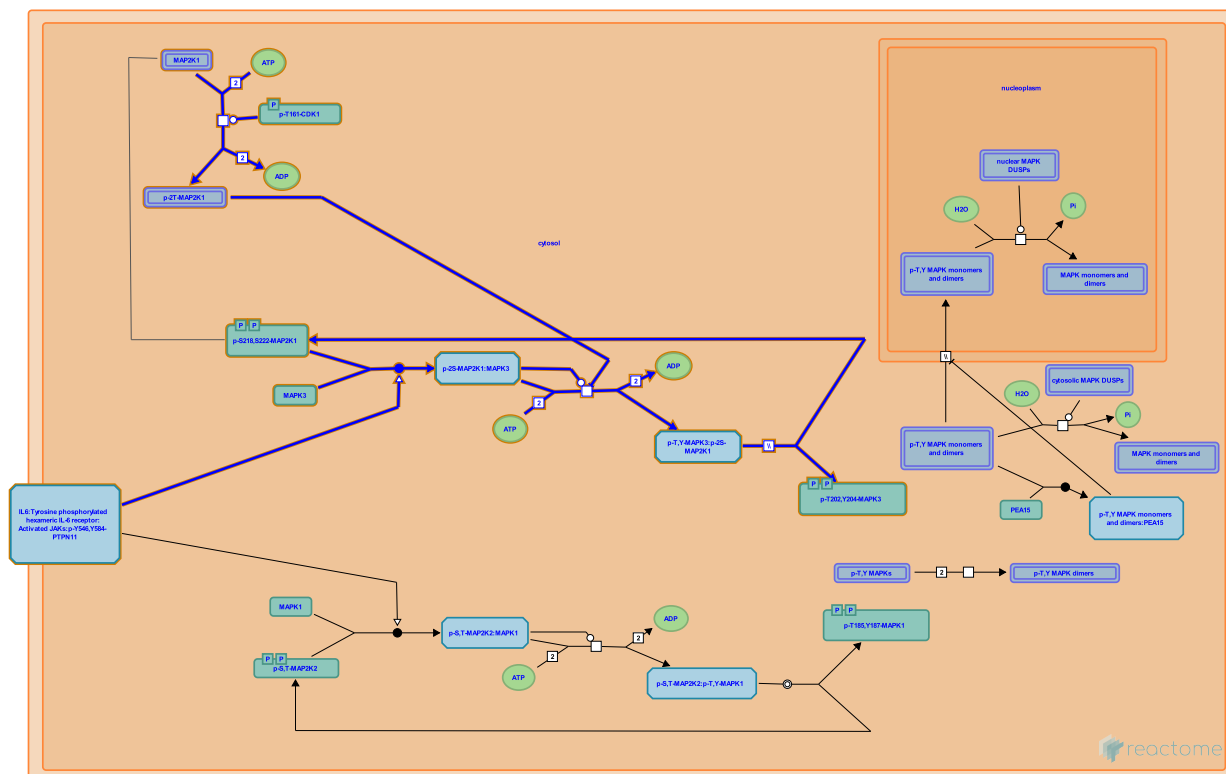 MAP2K1
ATP
2
P
p-T161-CDK1
2
ADP
p-2T-MAP2K1
nucleoplasm
nuclear MAPK
DUSPs
H2O
Pi
p-T,Y MAPK monomers
and dimers
MAPK monomers and
dimers
cytosol
P P
p-S218,S222-MAP2K1
MAPK3
p-2S-MAP2K1:MAPK3
ADP
2
2
ATP
p-T,Y-MAPK3:p-2S-
MAP2K1
\\
P P
p-T202,Y204-MAPK3
\\
cytosolic MAPK DUSPs
H2O
Pi
p-T,Y MAPK monomers
and dimers
MAPK monomers and
dimers
PEA15
p-T,Y MAPK monomers
and dimers:PEA15
IL6:Tyrosine phosphorylated
hexameric IL-6 receptor:
Activated JAKs:p-Y546,Y584-
PTPN11
p-T,Y MAPKs
2
p-T,Y MAPK dimers
MAPK1
P P
p-S,T-MAP2K2
p-S,T-MAP2K2:MAPK1
ADP
2
2
ATP
p-S,T-MAP2K2:p-T,Y-MAPK1
P P
p-T185,Y187-MAPK1
reactome